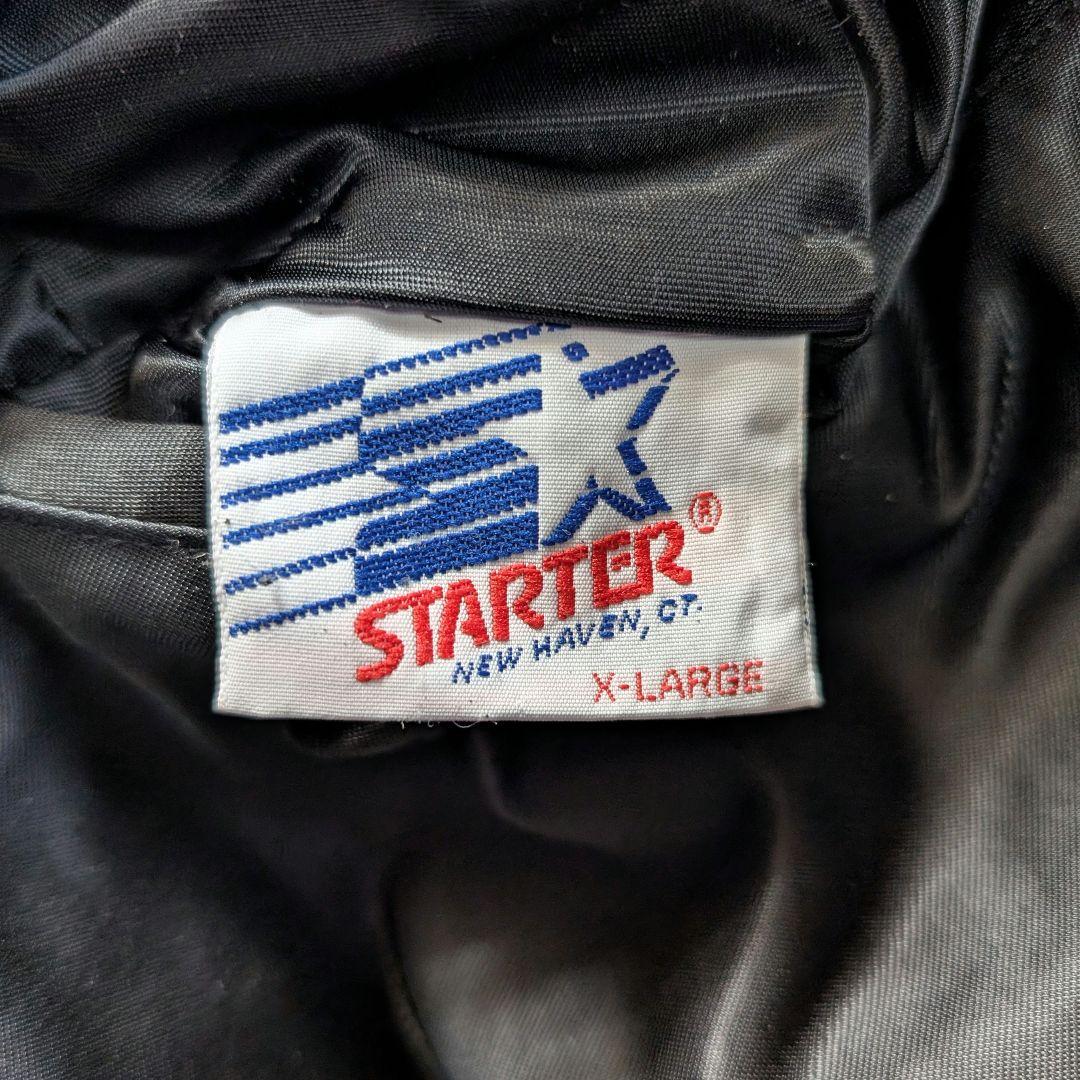 STARTER®
NEW HAVEN, CT.
X-LARGE